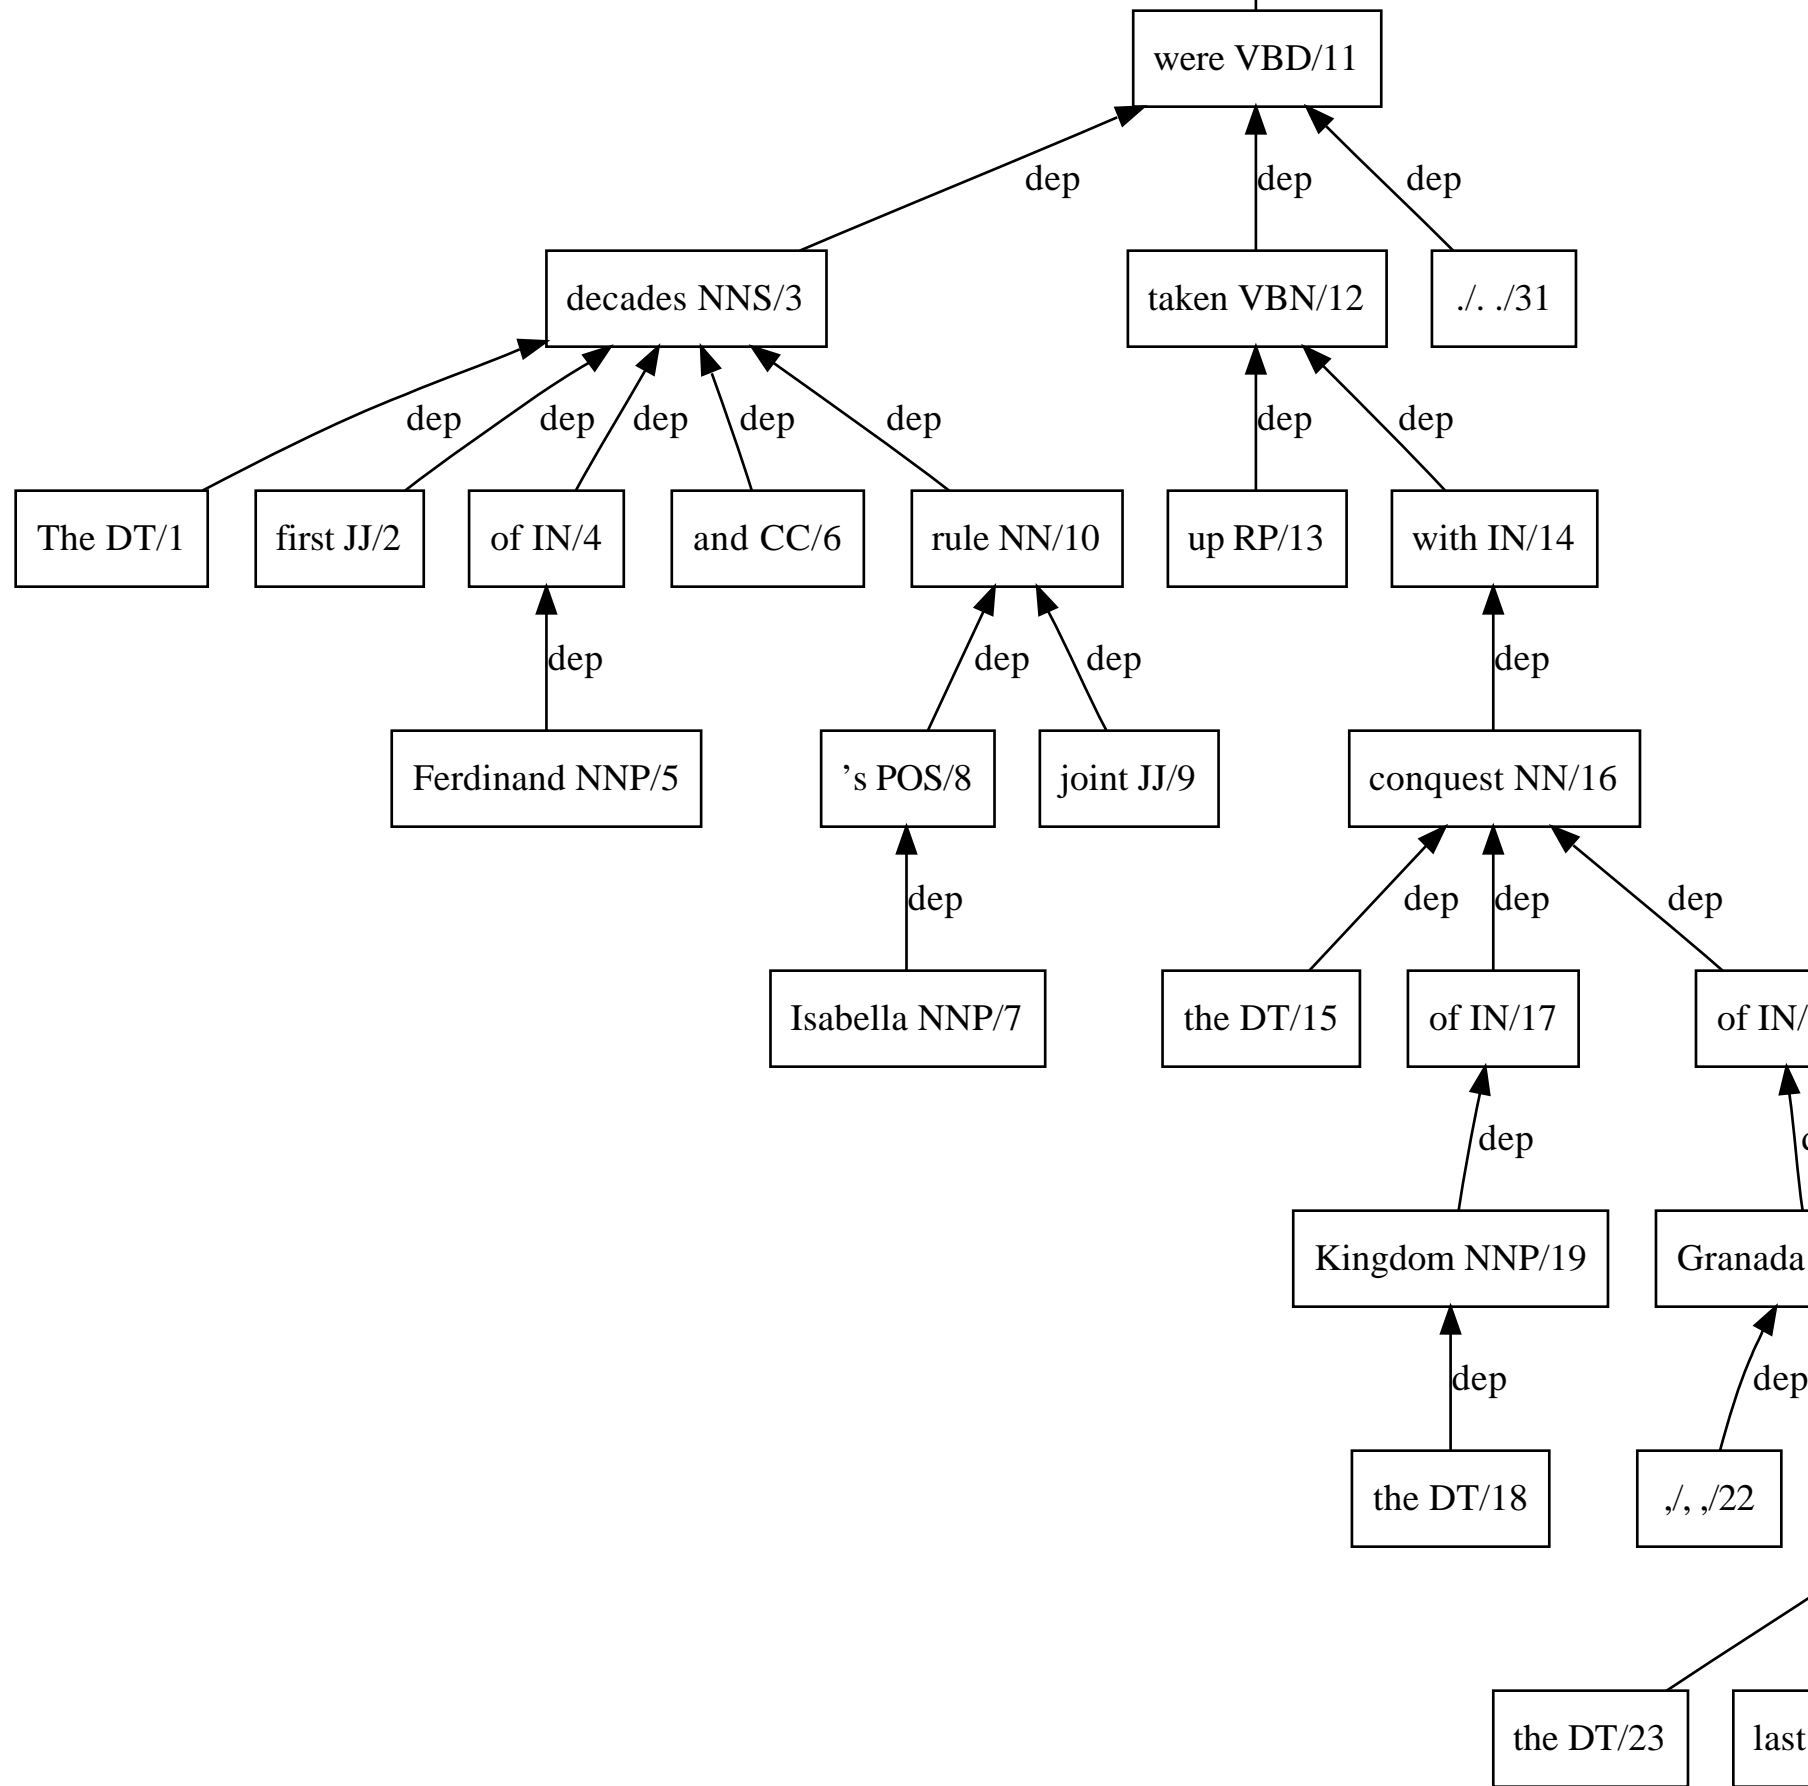 were VBD/11
dep dep dep
decades NNS/3 taken VBN/12 ./. ./31
dep dep dep dep dep dep dep
The DT/1 first JJ/2 of IN/4 and CC/6 rule NN/10 up RP/13 with IN/14
dep dep dep dep
Ferdinand NNP/5 ’s POS/8 joint JJ/9 conquest NN/16
dep dep dep dep
Isabella NNP/7 the DT/15 of IN/17 of IN/
dep
Kingdom NNP/19 Granada
dep dep
the DT/18 ,/, ,/22
the DT/23 last